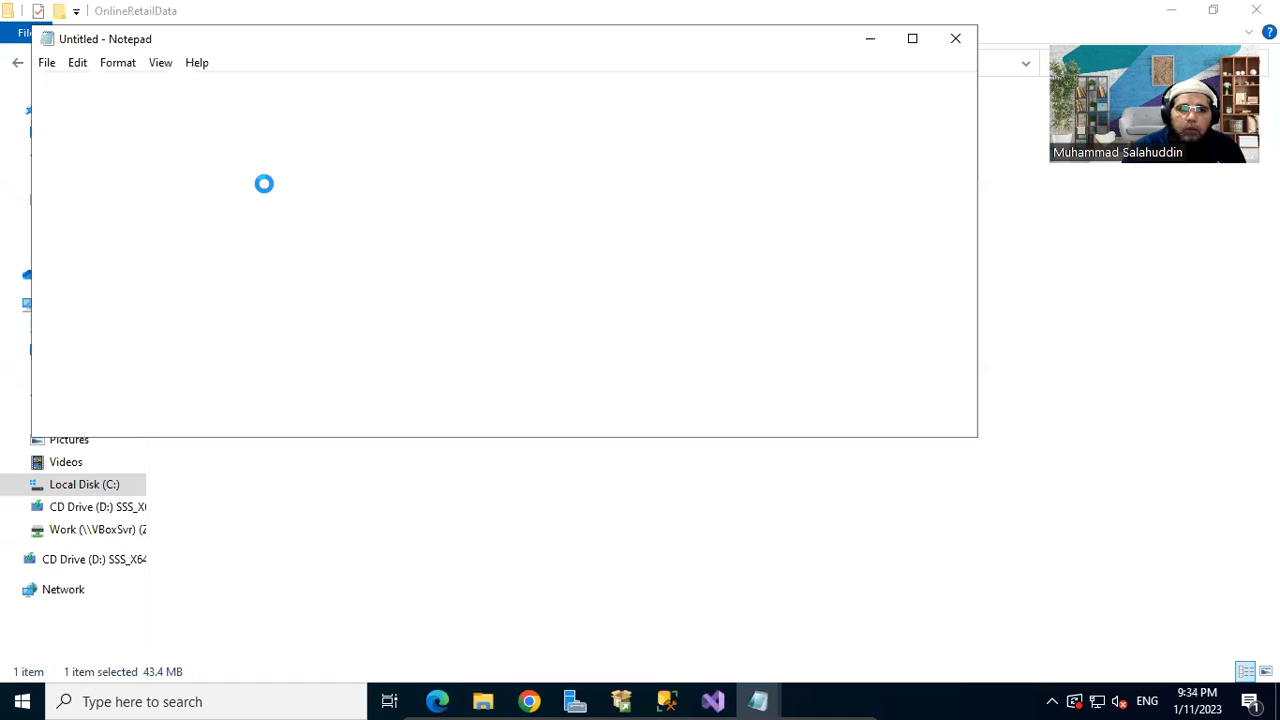 OnlineRetailData
Untitled - Notepad
File Edit Format View Help
Muhammad Salahuddin
Pictures
Videos
Local Disk (C:)
CD Drive (D:) SSS_X6
Work (\\VBoxSvr) (Z
CD Drive (D:) SSS_X64
Network
1 item 1 item selected 43.4 MB
Type here to search
ENG
9:34 PM
1/11/2023
1